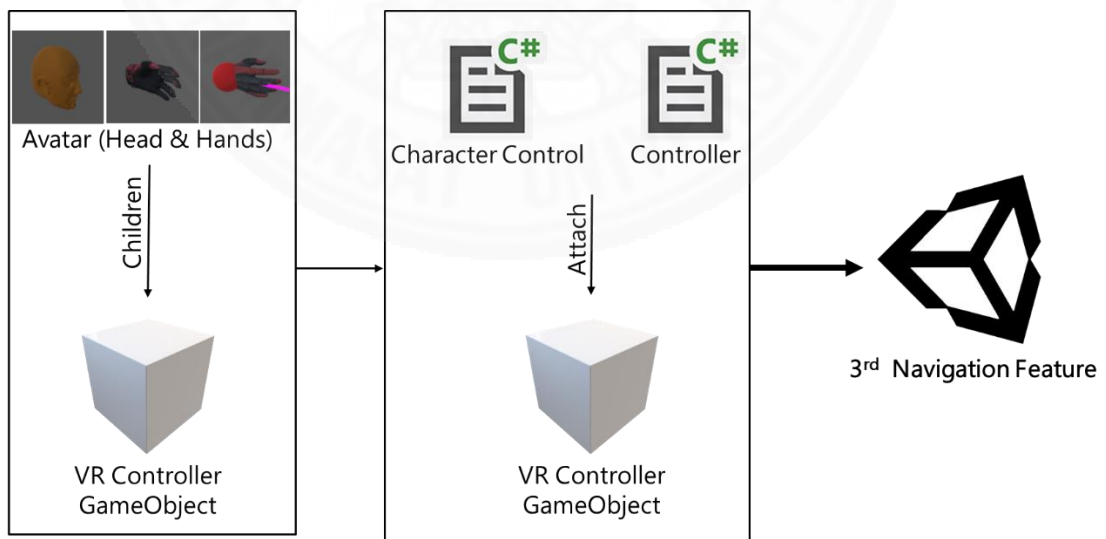 Avatar (Head & Hands)
Children
VR Controller
GameObject
C#
Character Control
C#
Controller
Attach
VR Controller
GameObject
3rd Navigation Feature